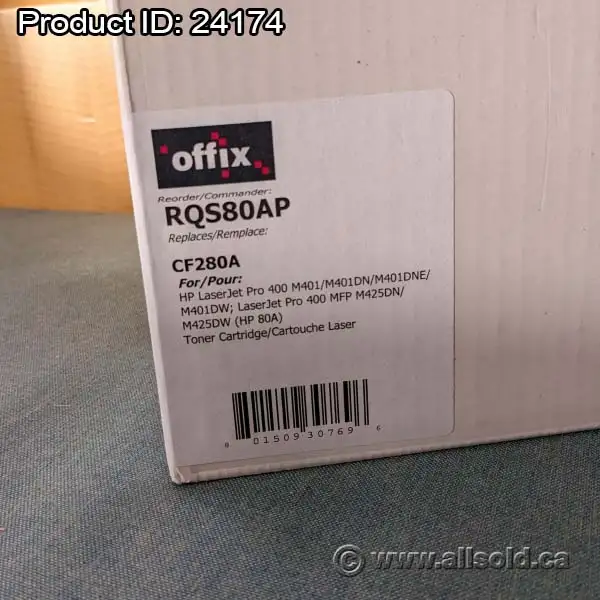 Product ID: 24174
offix
Reorder/Commander:
RQS80AP
Replaces/Remplace:
CF280A
For/Pour:
HP LaserJet Pro 400 M401/M401DN/M401DNE/
M401DW; LaserJet Pro 400 MFP M425DN/
M425DW (HP 80A)
Toner Cartridge/Cartouche Laser
8 01509 30769 6
© www.allsold.ca